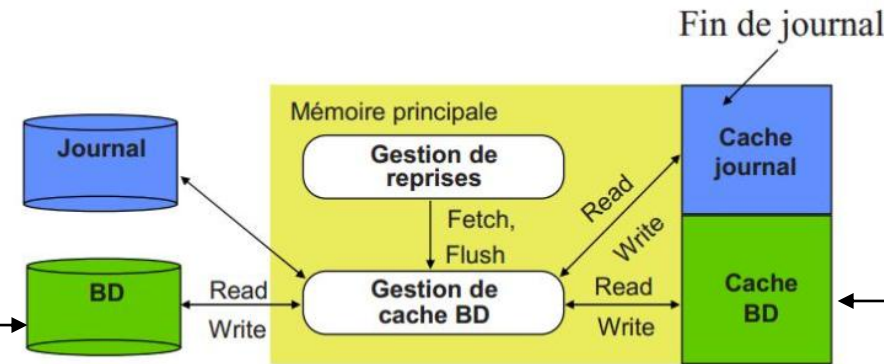 Fin de journal
Mémoire principale
Journal
Gestion de
reprises
Cache
journal
Fetch,
Flush
Read
Write
BD
Read
Write
Gestion de
cache BD
Read
Write
Cache
BD